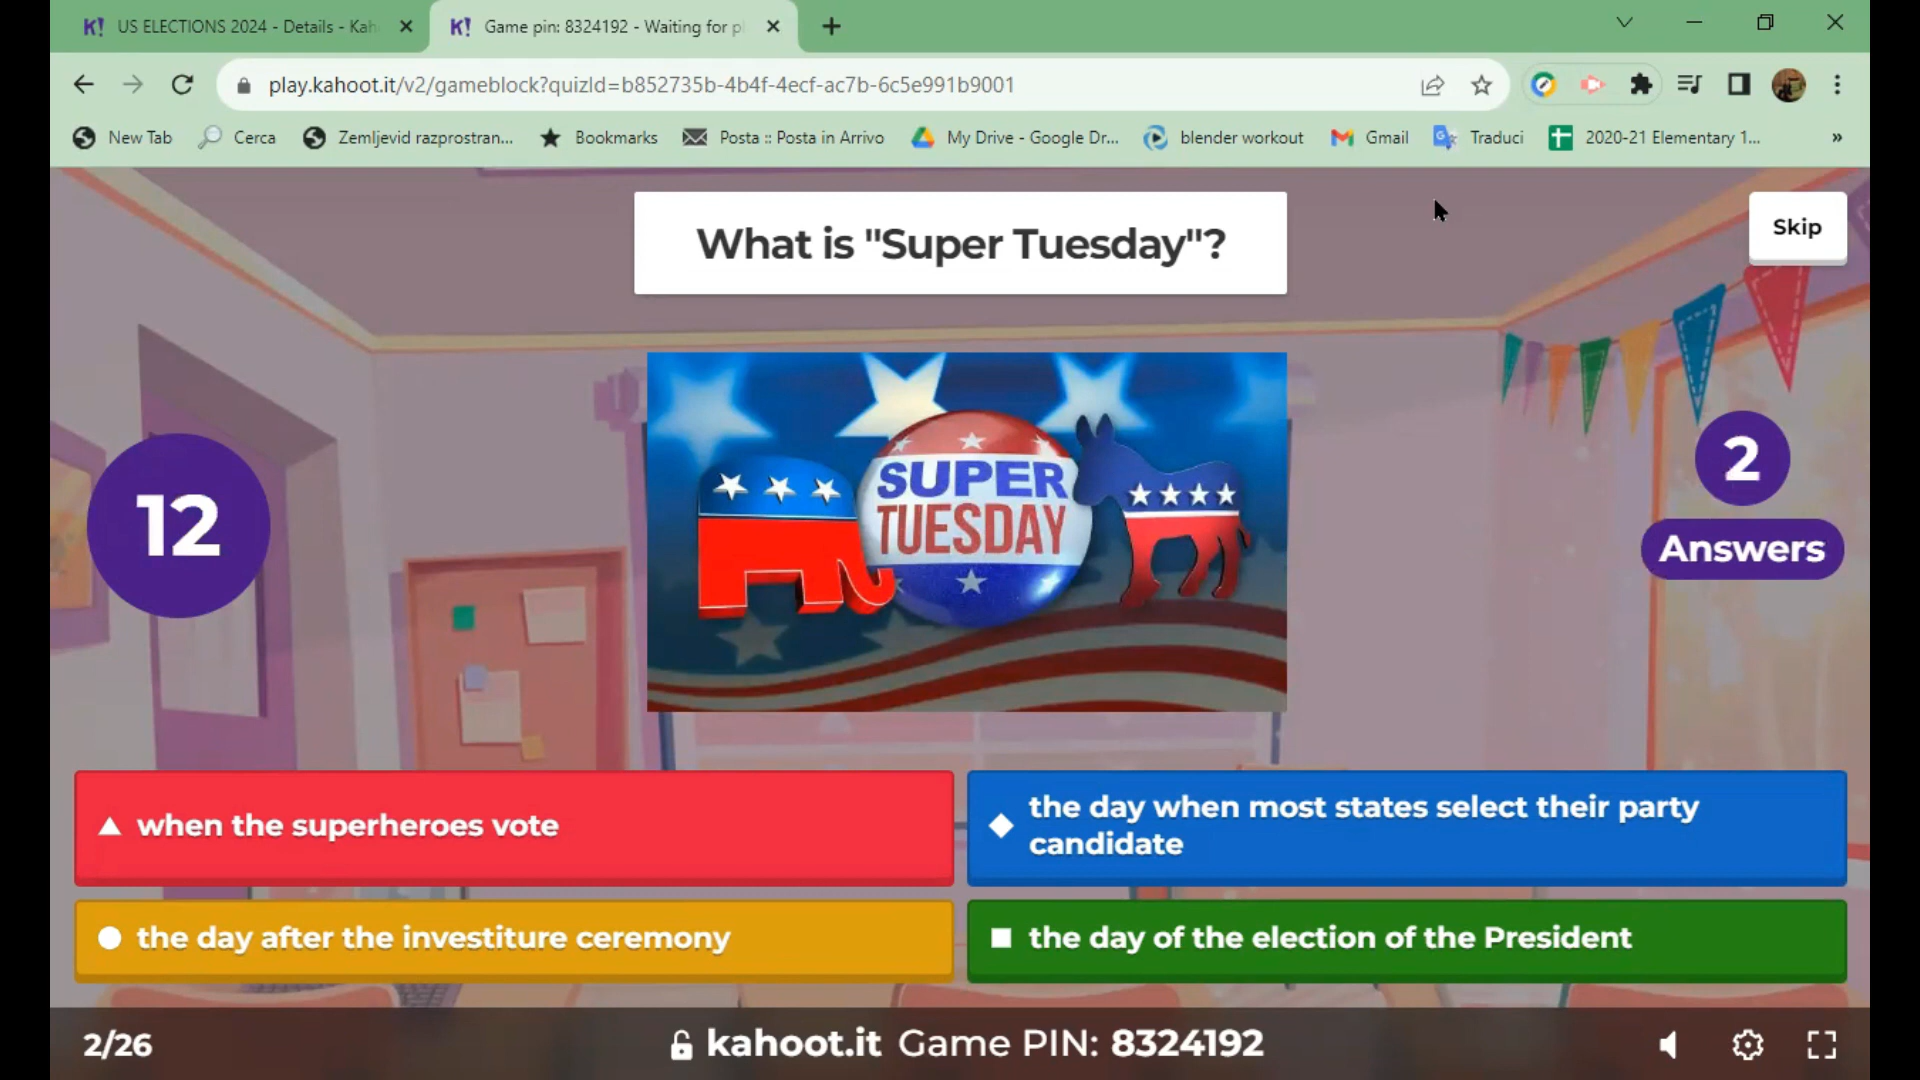 K! US ELECTIONS 2024 - Details - Kah
K! Game pin: 8324192 - Waiting for p
play.kahoot.it/v2/gameblock?quizId=b852735b-4b4f-4ecf-ac7b-6c5e991b9001
New Tab
Cerca
Zemljevid razprostran...
Bookmarks
Posta :: Posta in Arrivo
My Drive - Google Dr...
blender workout
Gmail
Traduci
2020-21 Elementary 1...
»
What is "Super Tuesday"?
Skip
12
SUPER
TUESDAY
2
Answers
when the superheroes vote
the day when most states select their party
candidate
the day after the investiture ceremony
the day of the election of the President
2/26
kahoot.it Game PIN: 8324192